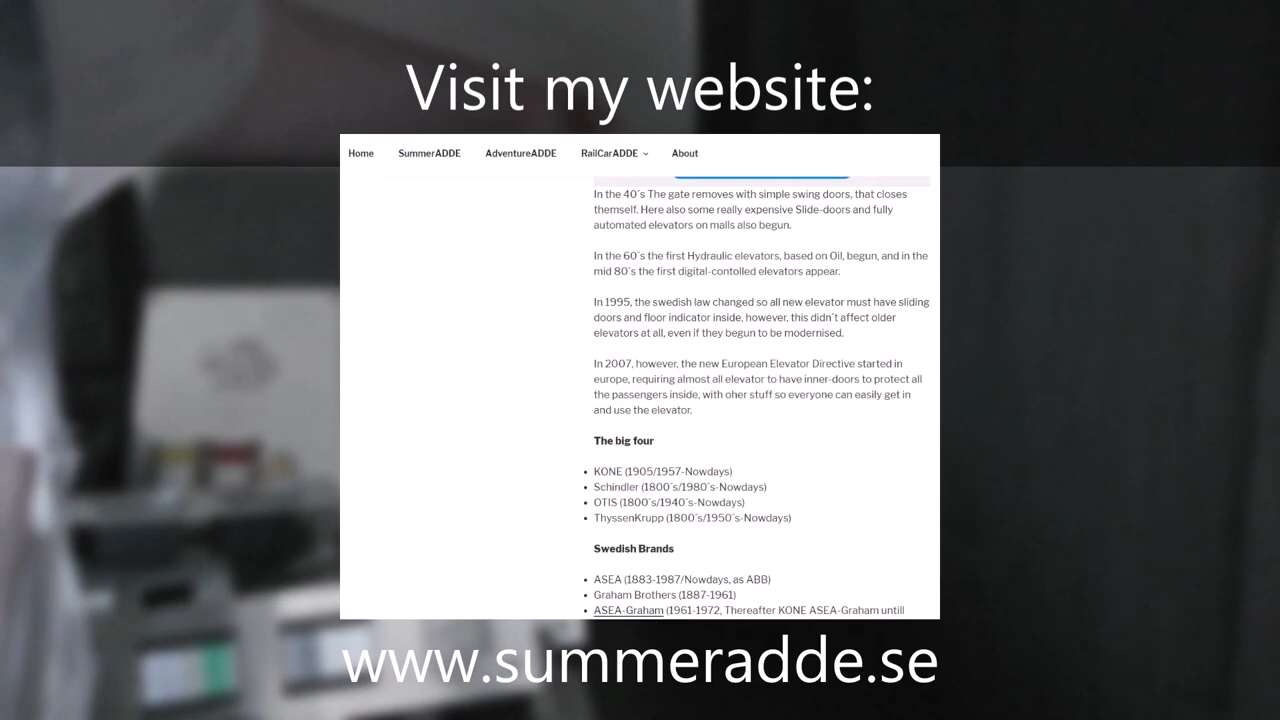 Visit my website:
Home SummerADDE AdventureADDE RailCarADDE About
In the 40´s The gate removes with simple swing doors, that closes
themself. Here also some really expensive Slide-doors and fully
automated elevators on malls also begun.
In the 60´s the first Hydraulic elevators, based on Oil, begun, and in the
mid 80´s the first digital-contolled elevators appear.
In 1995, the swedish law changed so all new elevator must have sliding
doors and floor indicator inside, however, this didn´t affect older
elevators at all, even if they begun to be modernised.
In 2007, however, the new European Elevator Directive started in
europe, requiring almost all elevator to have inner-doors to protect all
the passengers inside, with oher stuff so everyone can easily get in
and use the elevator.
The big four
• KONE (1905/1957-Nowdays)
• Schindler (1800´s/1980´s-Nowdays)
• OTIS (1800´s/1940´s-Nowdays)
• ThyssenKrupp (1800´s/1950´s-Nowdays)
Swedish Brands
• ASEA (1883-1987/Nowdays, as ABB)
• Graham Brothers (1887-1961)
• ASEA-Graham (1961-1972, Thereafter KONE ASEA-Graham untill
www.summeradde.se